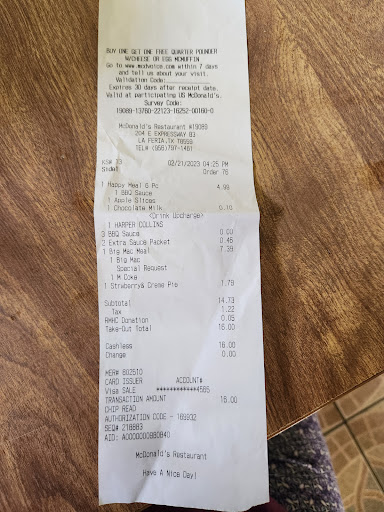 BUY ONE GET ONE FREE QUARTER POUNDER
W/CHEESE OR EGG MCMUFFIN
Go to www.mcdvoice.com within 7 days
and tell us about your visit.
Validation Code:
Expires 30 days after receipt date.
Valid at participating US McDonald's.
Survey Code:
19089-13760-22123-16252-00160-0
McDonald's Restaurant #19089
204 E EXPRESSWAY 83
LA FERIA,TX 78559
TEL# (956)797-1461
KS# 13 02/21/2023 04:25 PM
Side1 Order 76
1 Happy Meal 6 Pc 4.99
1 BBQ Sauce
1 Apple Slices
1 Chocolate Milk 0.10
<Drink Upcharge>
1 HARPER COLLINS
3 BBQ Sauce 0.00
2 Extra Sauce Packet 0.46
1 Big Mac Meal 7.39
1 Big Mac
Special Request
1 M Coke
1 Strawberry& Creme Pie 1.79
Subtotal 14.73
Tax 1.22
RMHC Donation 0.05
Take-Out Total 16.00
Cashless 16.00
Change 0.00
MER# 602510
CARD ISSUER ACCOUNT#
Visa SALE ************4565
TRANSACTION AMOUNT 16.00
CHIP READ
AUTHORIZATION CODE - 165932
SEQ# 218883
AID: A0000000980840
McDonald's Restaurant
Have A Nice Day!